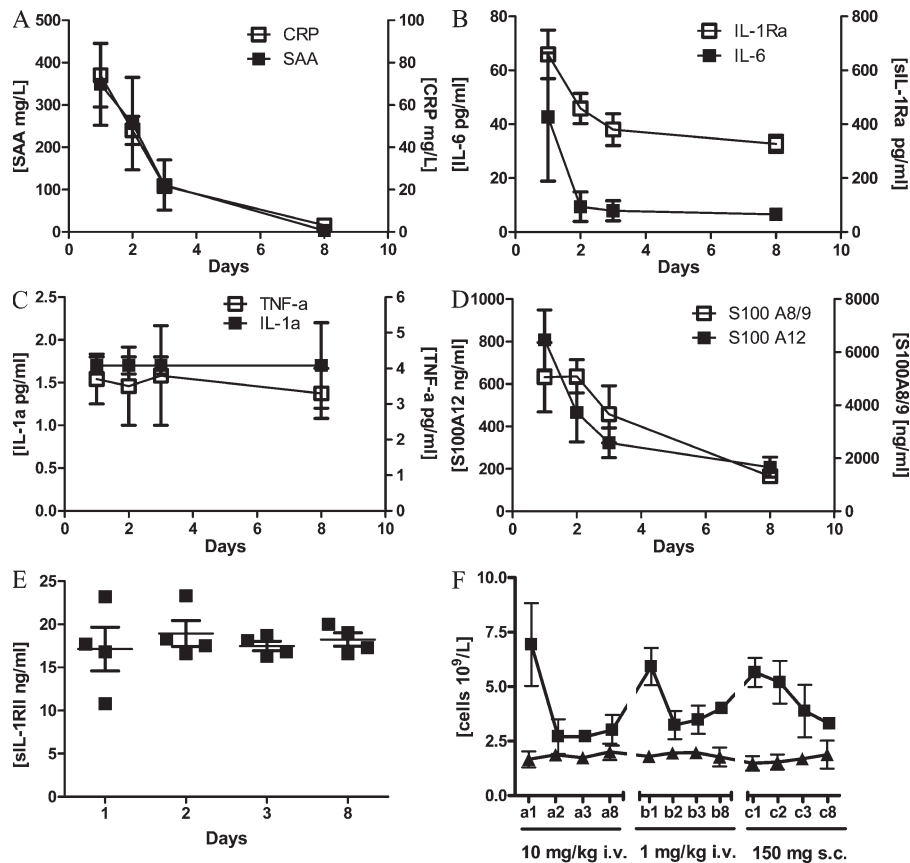 A
500
400
300
200
100
0
[SAA mg/L]
CRP
SAA
100
80
60
40
20
0
[CRP mg/L]
0 2 4 6 8 10
Days
B
80
60
40
20
0
[IL-6 pg/ml]
IL-1Ra
IL-6
800
600
400
200
0
[sIL-1Ra pg/ml]
0 2 4 6 8 10
Days
C
2.5
2.0
1.5
1.0
0.5
0.0
[IL-1a pg/ml]
TNF-a
IL-1a
6
5
4
3
2
1
0
[TNF-a pg/ml]
0 2 4 6 8 10
Days
D
1000
800
600
400
200
0
[S100A12 ng/ml]
S100 A8/9
S100 A12
8000
6000
4000
2000
0
[S100A8/9] [ng/ml]
0 2 4 6 8 10
Days
E
25
20
15
10
5
0
[sIL-1RII ng/ml]
1 2 3 8
Days
F
10.0
7.5
5.0
2.5
0.0
[cells 10⁹/L]
a1 a2 a3 a8 b1 b2 b3 b8 c1 c2 c3 c8
10 mg/kg i.v. 1 mg/kg i.v. 150 mg s.c.